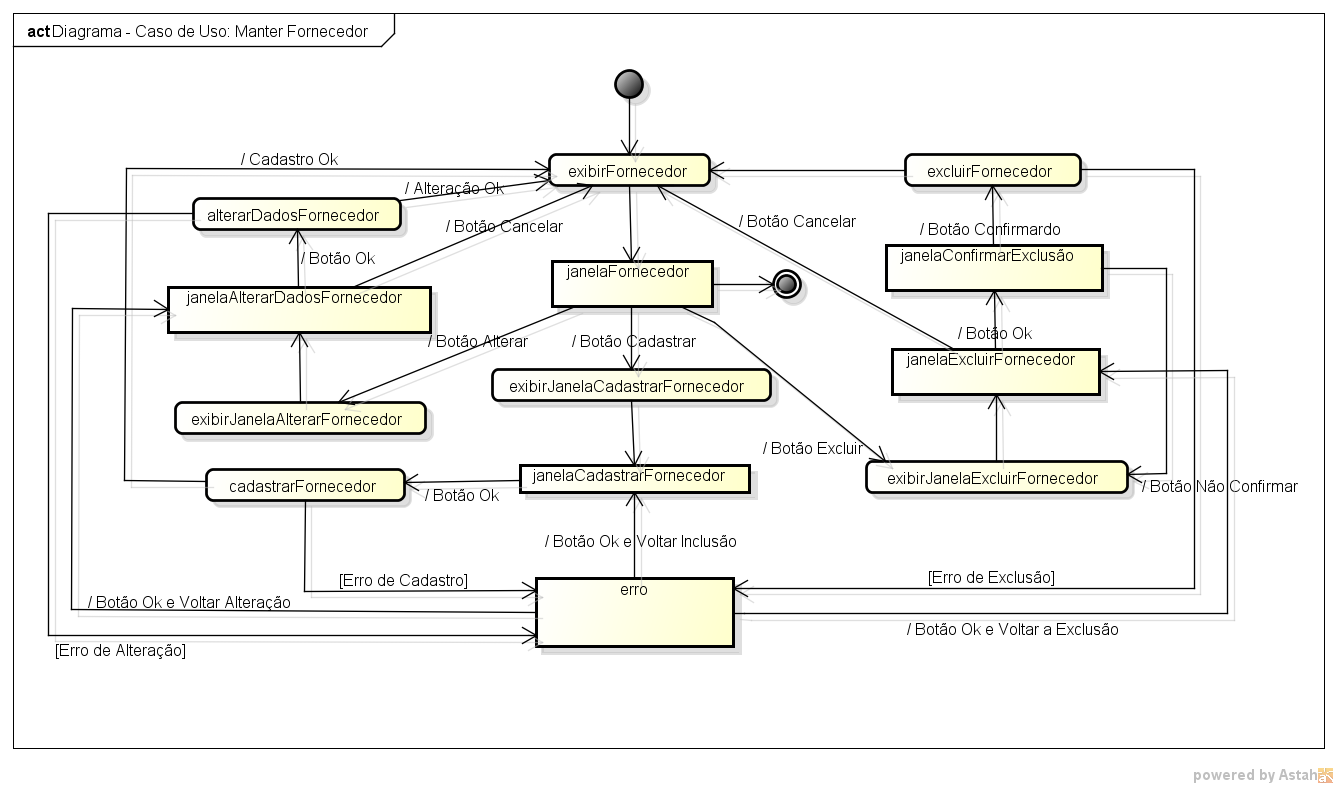 act Diagrama - Caso de Uso: Manter Fornecedor
/ Cadastro Ok
exibirFornecedor
excluirFornecedor
/ Alteração Ok
alterarDadosFornecedor
/ Botão Cancelar
/ Botão Cancelar
/ Botão Confirmardo
/ Botão Ok
janelaFornecedor
janelaConfirmarExclusão
janelaAlterarDadosFornecedor
/ Botão Alterar
/ Botão Cadastrar
/ Botão Ok
janelaExcluirFornecedor
exibirJanelaCadastrarFornecedor
exibirJanelaAlterarFornecedor
/ Botão Excluir
janelaCadastrarFornecedor
exibirJanelaExcluirFornecedor
cadastrarFornecedor
/ Botão Ok
/ Botão Não Confirmar
/ Botão Ok e Voltar Inclusão
[Erro de Cadastro]
[Erro de Exclusão]
erro
/ Botão Ok e Voltar Alteração
/ Botão Ok e Voltar a Exclusão
[Erro de Alteração]
powered by Astah